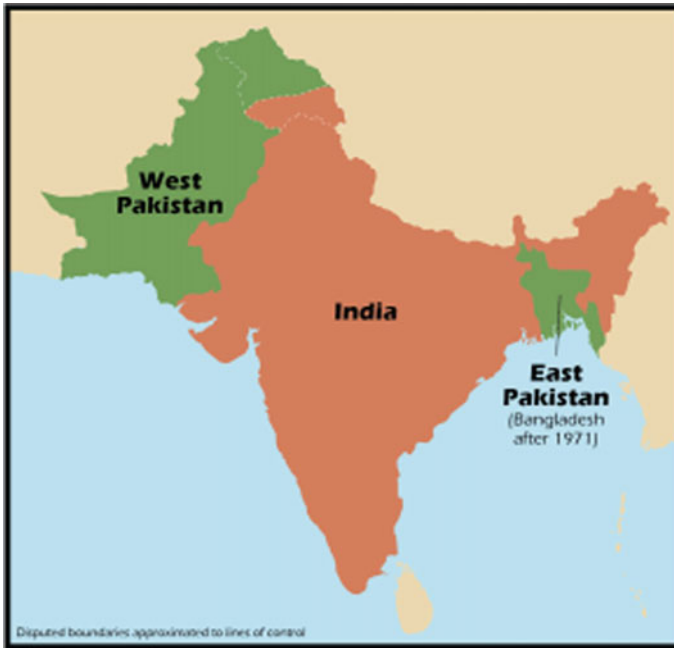 West
Pakistan
India
East
Pakistan
(Bangladesh
after 1971)
Disputed boundaries approximated to lines of control